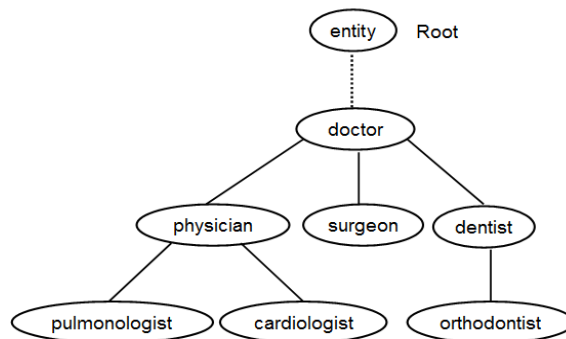 entity Root
doctor
physician surgeon dentist
pulmonologist cardiologist orthodontist